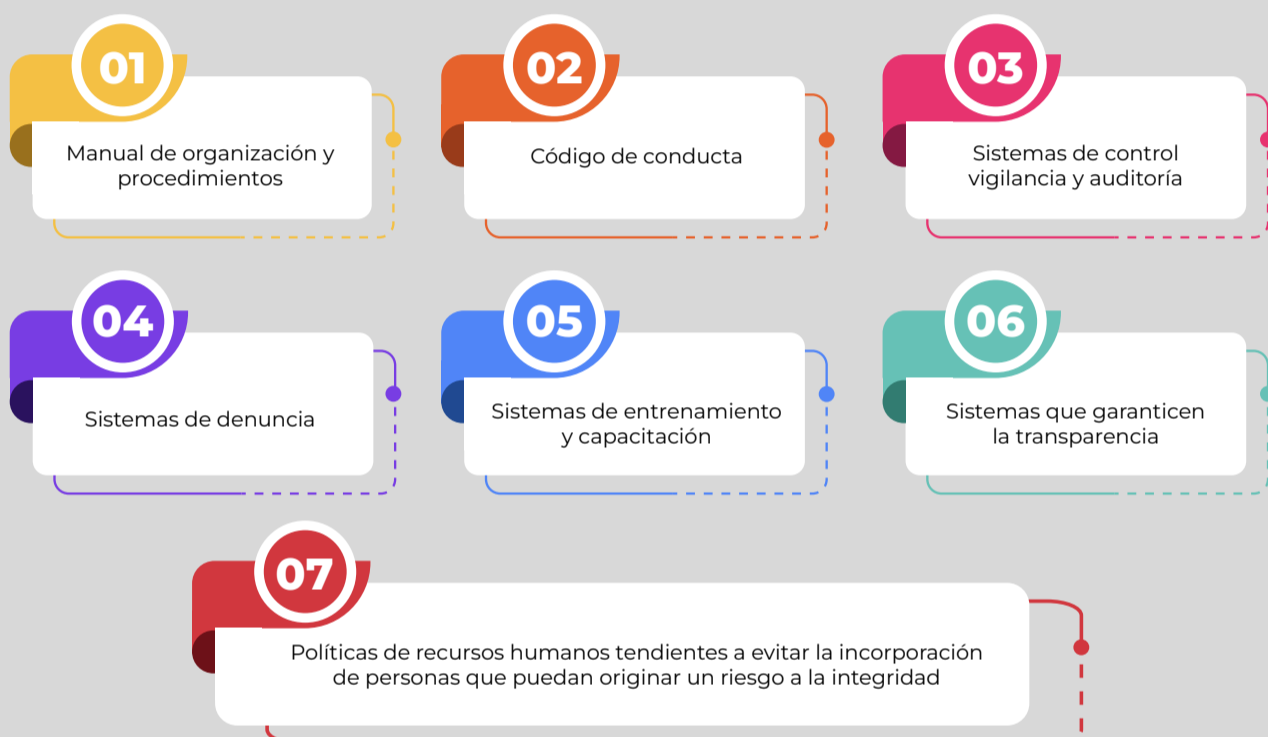 01
Manual de organización y
procedimientos
02
Código de conducta
03
Sistemas de control
vigilancia y auditoría
04
Sistemas de denuncia
05
Sistemas de entrenamiento
y capacitación
06
Sistemas que garanticen
la transparencia
07
Políticas de recursos humanos tendientes a evitar la incorporación
de personas que puedan originar un riesgo a la integridad